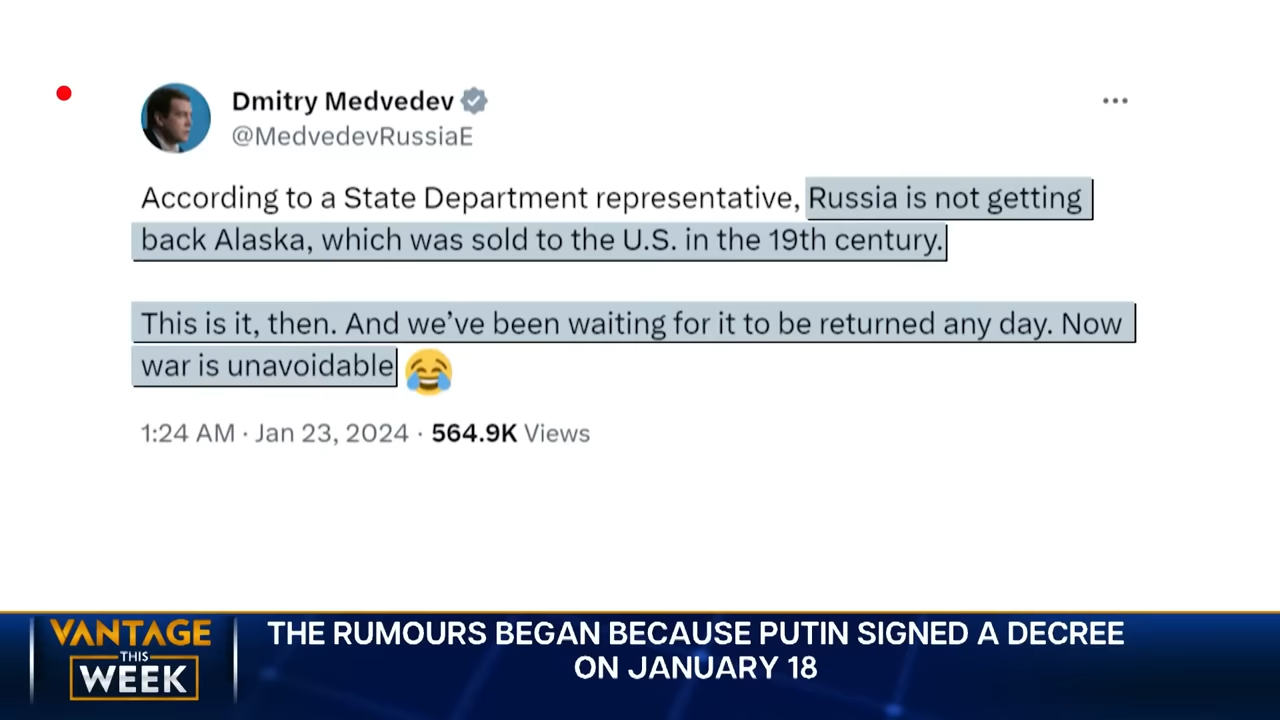 Dmitry Medvedev
@MedvedevRussiaE
According to a State Department representative, Russia is not getting
back Alaska, which was sold to the U.S. in the 19th century.
This is it, then. And we’ve been waiting for it to be returned any day. Now
war is unavoidable😂
1:24 AM · Jan 23, 2024 · 564.9K Views
VANTAGE
THIS
WEEK
THE RUMOURS BEGAN BECAUSE PUTIN SIGNED A DECREE
ON JANUARY 18